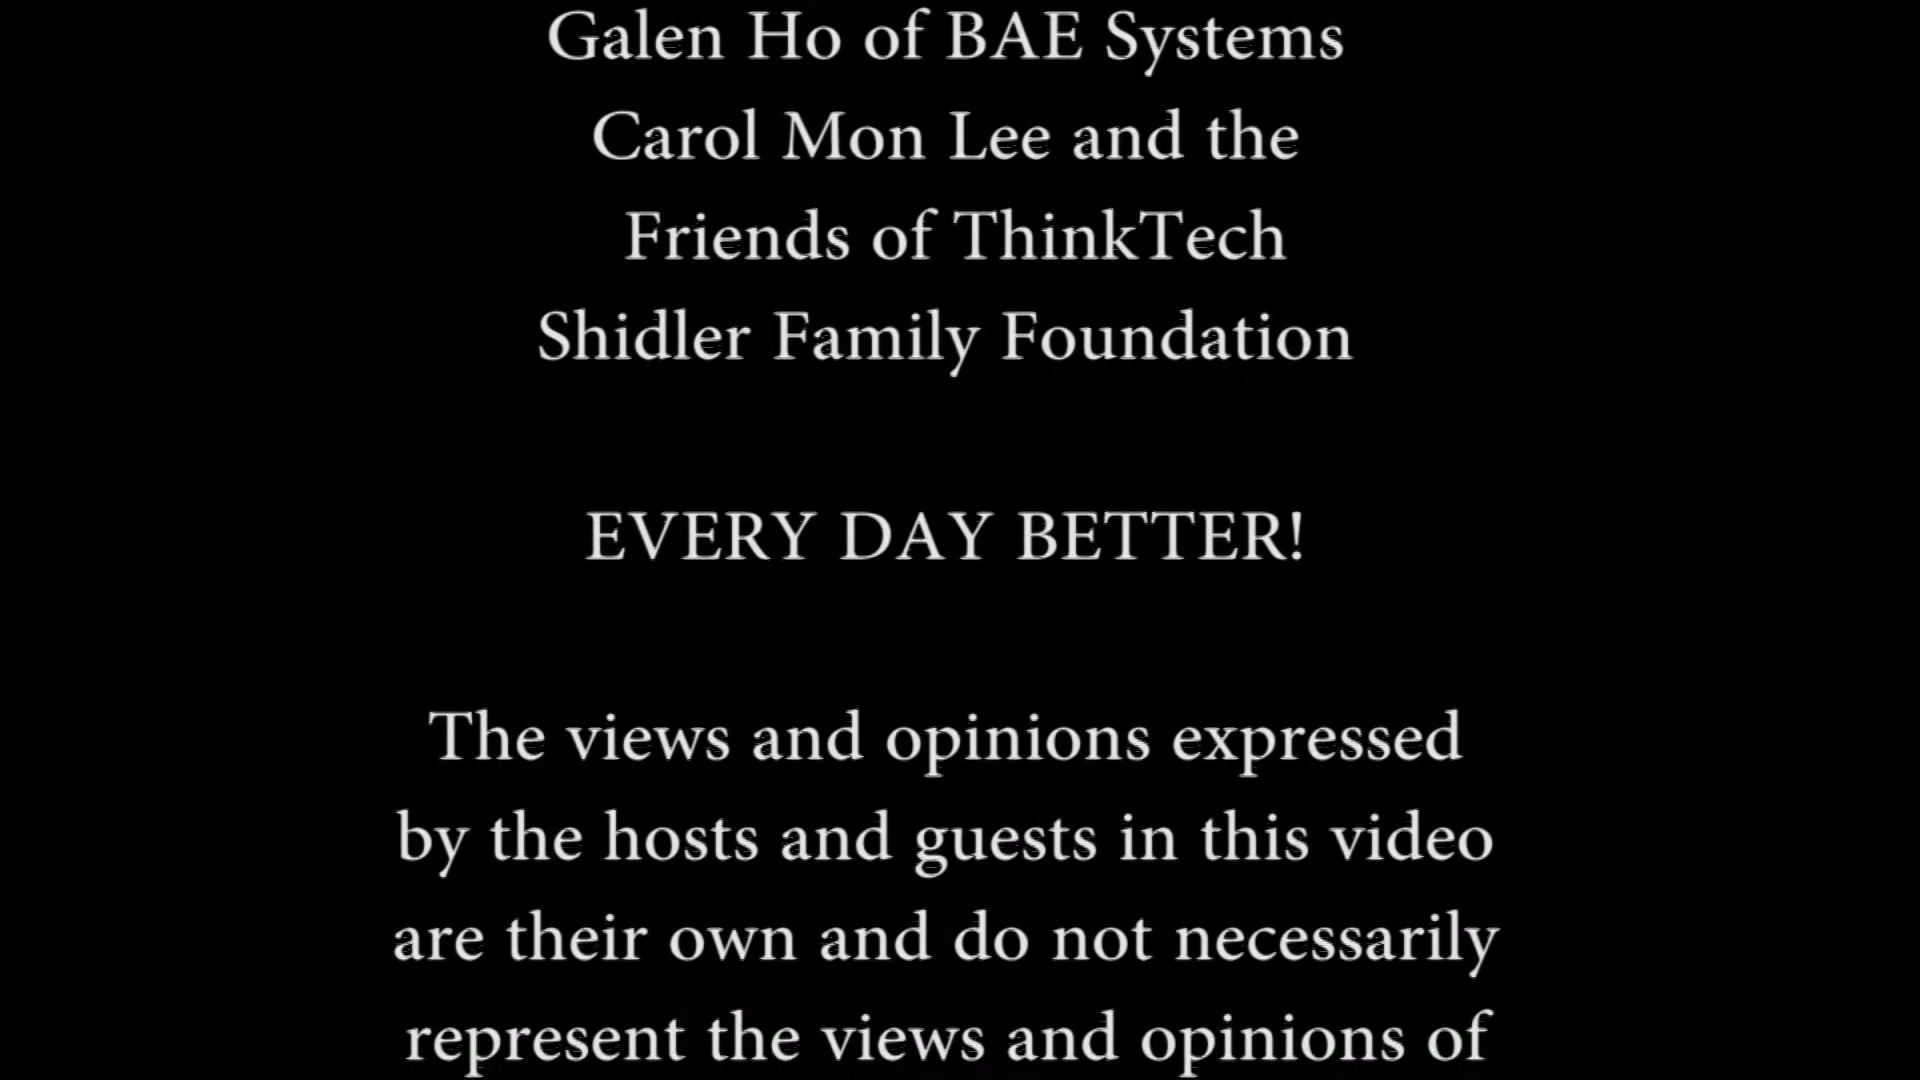 Galen Ho of BAE Systems
Carol Mon Lee and the
Friends of ThinkTech
Shidler Family Foundation
EVERY DAY BETTER!
The views and opinions expressed
by the hosts and guests in this video
are their own and do not necessarily
represent the views and opinions of